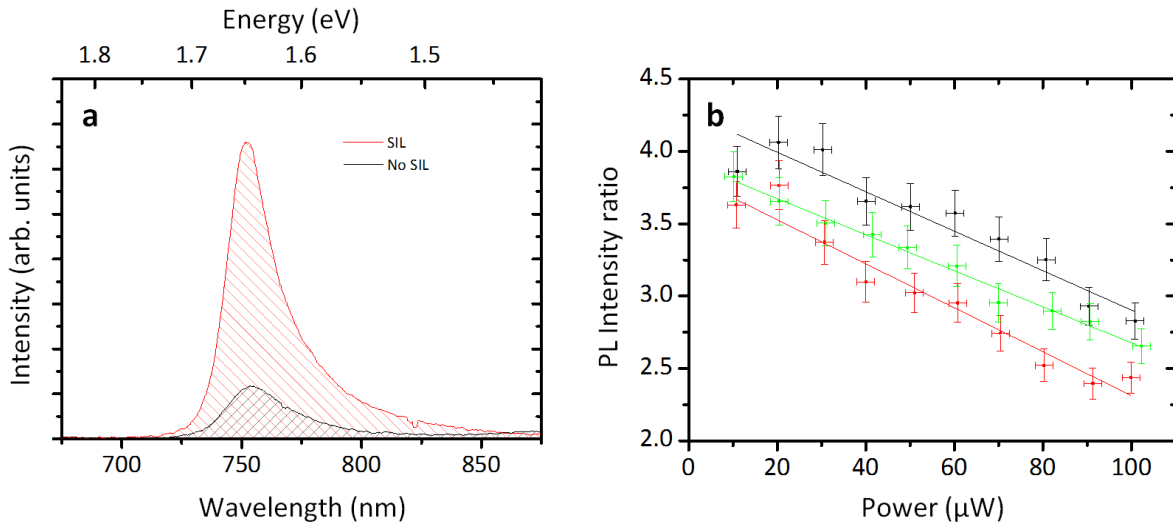 Energy (eV)
1.8 1.7 1.6 1.5
a
SIL
No SIL
Intensity (arb. units)
700 750 800 850
Wavelength (nm)
b
4.5
4.0
3.5
3.0
2.5
2.0
PL Intensity ratio
0 20 40 60 80 100
Power (µW)